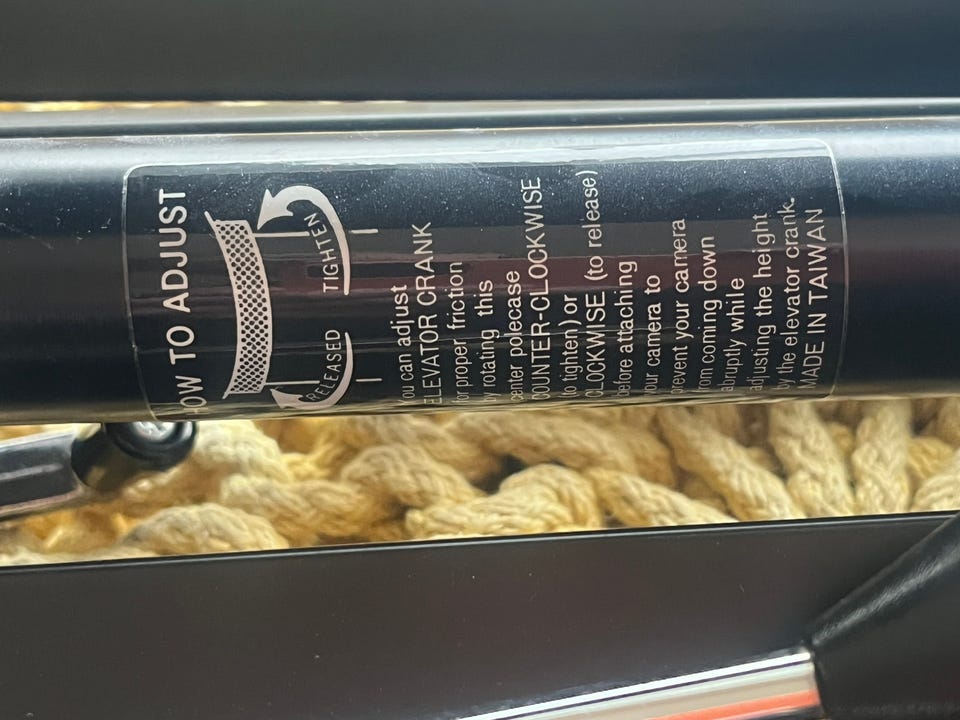 HOW TO ADJUST
RELEASED TIGHTEN
You can adjust
ELEVATOR CRANK
for proper friction
by rotating this
center polecase
COUNTER-CLOCKWISE
(to tighten) or
CLOCKWISE (to release)
before attaching
your camera to
prevent your camera
from coming down
abruptly while
adjusting the height
by the elevator crank.
MADE IN TAIWAN